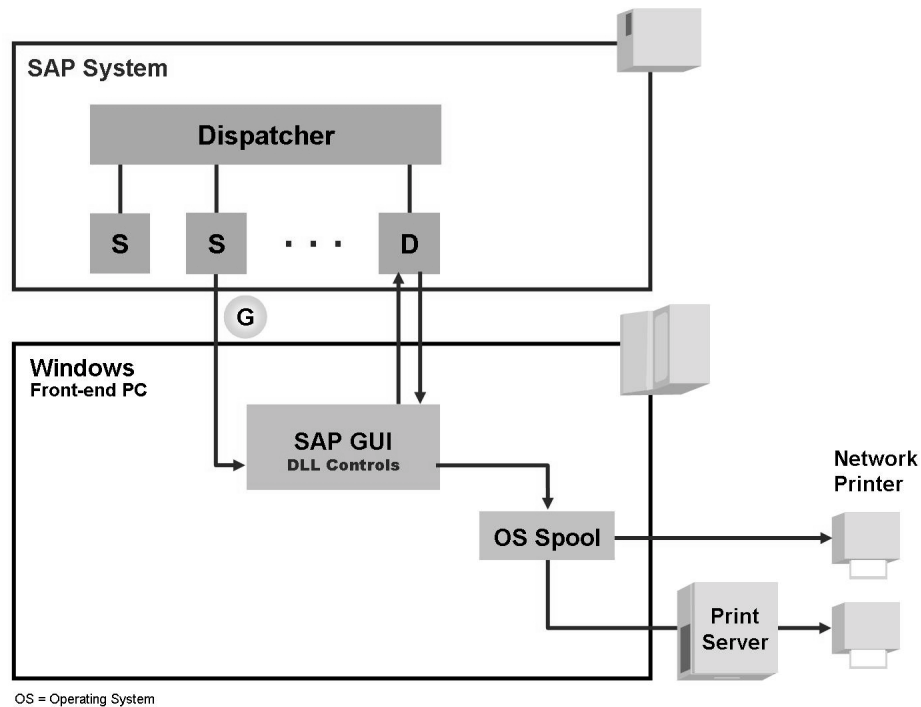 SAP System
Dispatcher
S
S
. . .
D
G
Windows
Front-end PC
SAP GUI
DLL Controls
Network
Printer
OS Spool
Print
Server
OS = Operating System